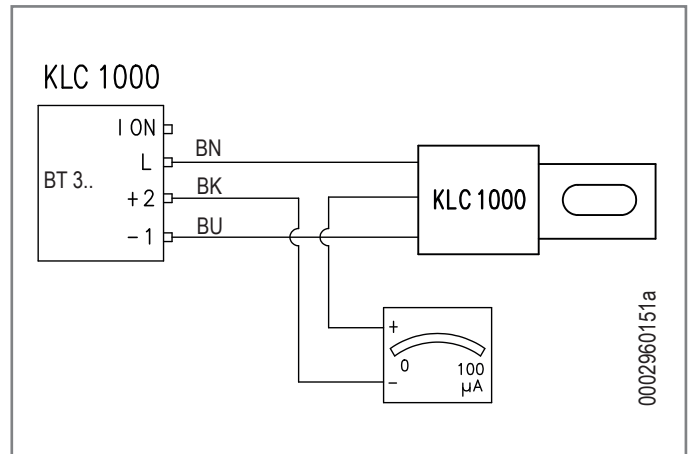 KLC 1000
I ON
L
BN
BT 3..
+2
BK
-1
BU
KLC 1000
+
0
100
-
µA
0002960151a